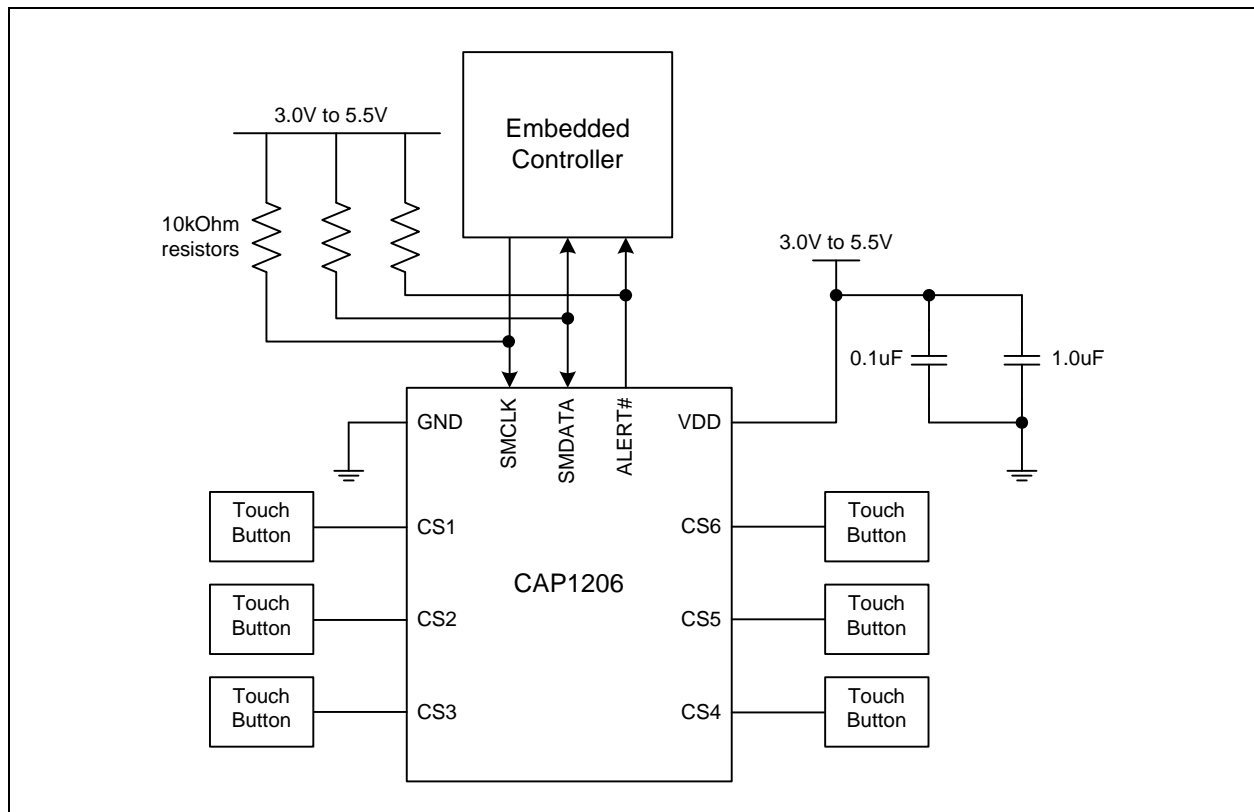 Embedded
Controller
3.0V to 5.5V
10kOhm
resistors
3.0V to 5.5V
0.1uF
1.0uF
GND
SMCLK
SMDATA
ALERT#
VDD
Touch
Button
CS1
CS6
Touch
Button
CAP1206
Touch
Button
CS2
CS5
Touch
Button
Touch
Button
CS3
CS4
Touch
Button